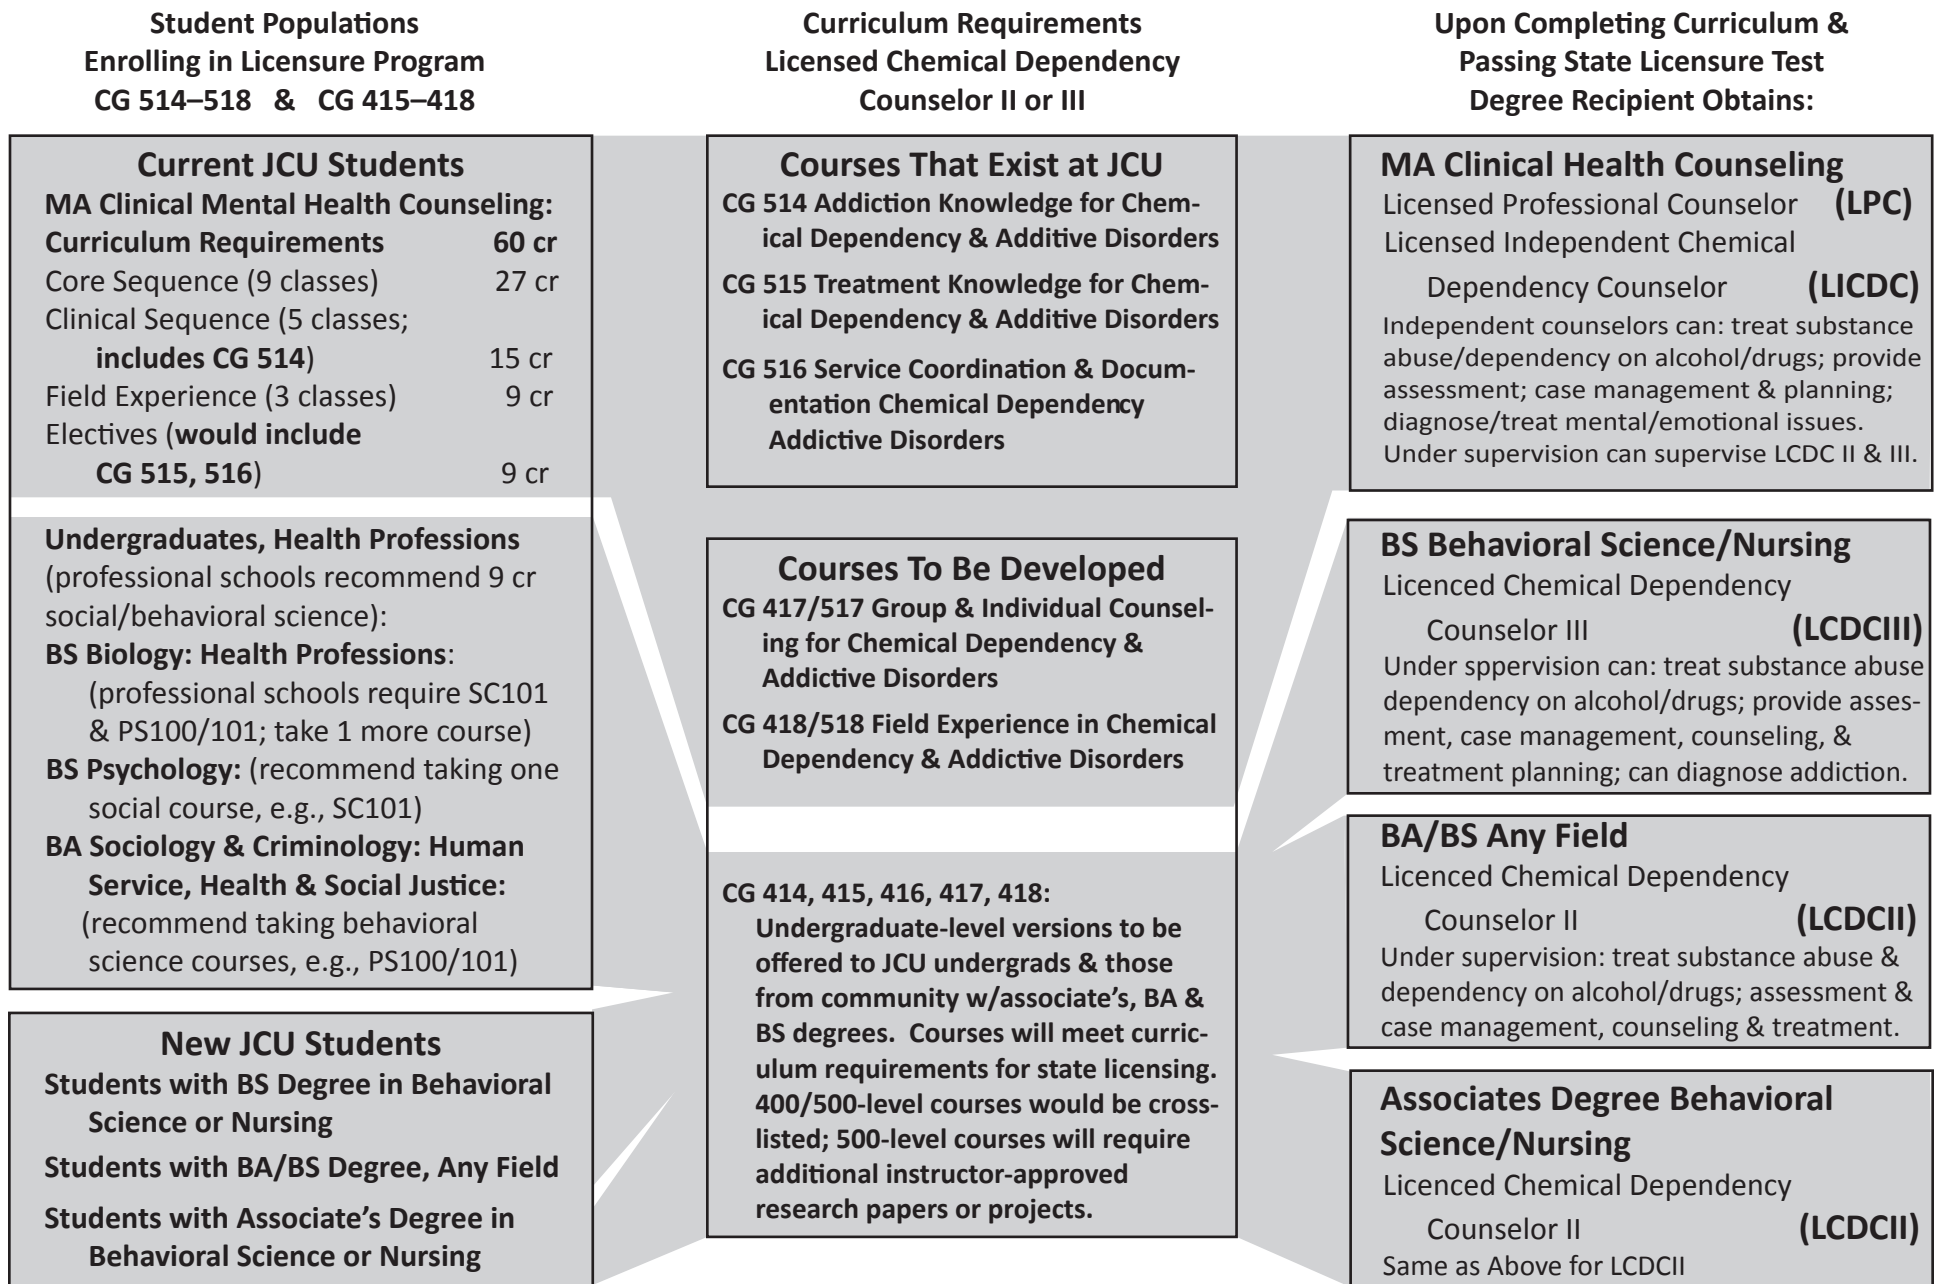 Student Populations
Enrolling in Licensure Program
CG 514–518 & CG 415–418
Current JCU Students
MA Clinical Mental Health Counseling:
Curriculum Requirements 60 cr
Core Sequence (9 classes) 27 cr
Clinical Sequence (5 classes;
includes CG 514) 15 cr
Field Experience (3 classes) 9 cr
Electives (would include
CG 515, 516) 9 cr
Undergraduates, Health Professions
(professional schools recommend 9 cr
social/behavioral science):
BS Biology: Health Professions:
(professional schools require SC101
& PS100/101; take 1 more course)
BS Psychology: (recommend taking one
social course, e.g., SC101)
BA Sociology & Criminology: Human
Service, Health & Social Justice:
(recommend taking behavioral
science courses, e.g., PS100/101)
New JCU Students
Students with BS Degree in Behavioral
Science or Nursing
Students with BA/BS Degree, Any Field
Students with Associate's Degree in
Behavioral Science or Nursing
Curriculum Requirements
Licensed Chemical Dependency
Counselor II or III
Courses That Exist at JCU
CG 514 Addiction Knowledge for Chem-
ical Dependency & Additive Disorders
CG 515 Treatment Knowledge for Chem-
ical Dependency & Additive Disorders
CG 516 Service Coordination & Docum-
entation Chemical Dependency
Addictive Disorders
Courses To Be Developed
CG 417/517 Group & Individual Counsel-
ing for Chemical Dependency &
Addictive Disorders
CG 418/518 Field Experience in Chemical
Dependency & Addictive Disorders
CG 414, 415, 416, 417, 418:
Undergraduate-level versions to be
offered to JCU undergrads & those
from community w/associate's, BA &
BS degrees. Courses will meet curric-
ulum requirements for state licensing.
400/500-level courses would be cross-
listed; 500-level courses will require
additional instructor-approved
research papers or projects.
Upon Completing Curriculum &
Passing State Licensure Test
Degree Recipient Obtains:
MA Clinical Health Counseling
Licensed Professional Counselor (LPC)
Licensed Independent Chemical
Dependency Counselor (LICDC)
Independent counselors can: treat substance
abuse/dependency on alcohol/drugs; provide
assessment; case management & planning;
diagnose/treat mental/emotional issues.
Under supervision can supervise LCDC II & III.
BS Behavioral Science/Nursing
Licenced Chemical Dependency
Counselor III (LCDCIII)
Under sppervision can: treat substance abuse
dependency on alcohol/drugs; provide asses-
ment, case management, counseling, &
treatment planning; can diagnose addiction.
BA/BS Any Field
Licenced Chemical Dependency
Counselor II (LCDCII)
Under supervision: treat substance abuse &
dependency on alcohol/drugs; assessment &
case management, counseling & treatment.
Associates Degree Behavioral
Science/Nursing
Licenced Chemical Dependency
Counselor II (LCDCII)
Same as Above for LCDCII